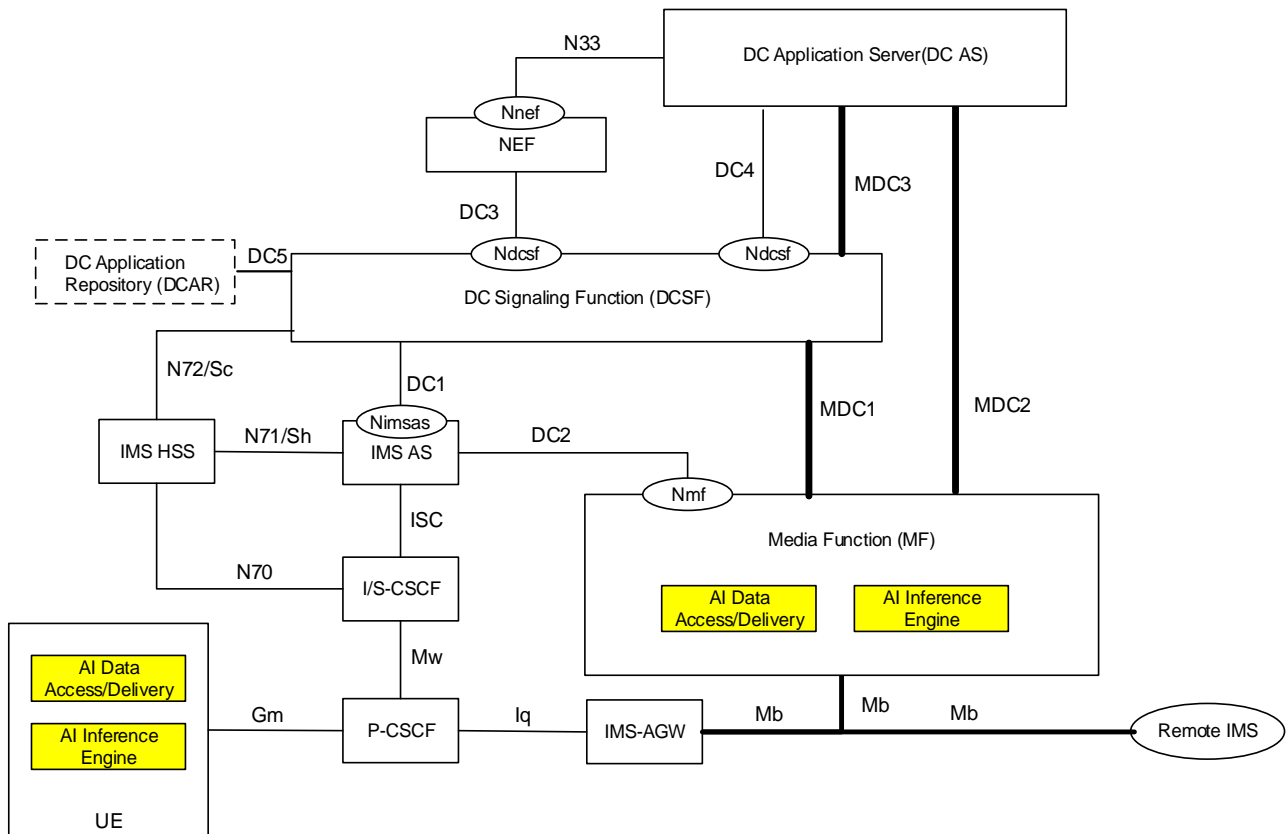 N33
DC Application Server(DC AS)
Nnef
NEF
DC4
MDC3
DC3
DC5
Ndcsf
Ndcsf
DC Application
Repository (DCAR)
DC Signaling Function (DCSF)
N72/Sc
DC1
MDC1
MDC2
Nimsas
N71/Sh
DC2
IMS HSS
IMS AS
Nmf
ISC
Media Function (MF)
N70
I/S-CSCF
AI Data
Access/Delivery
AI Inference
Engine
AI Data
Access/Delivery
Mw
AI Inference
Engine
Gm
P-CSCF
Iq
IMS-AGW
Mb
Mb
Mb
Remote IMS
UE